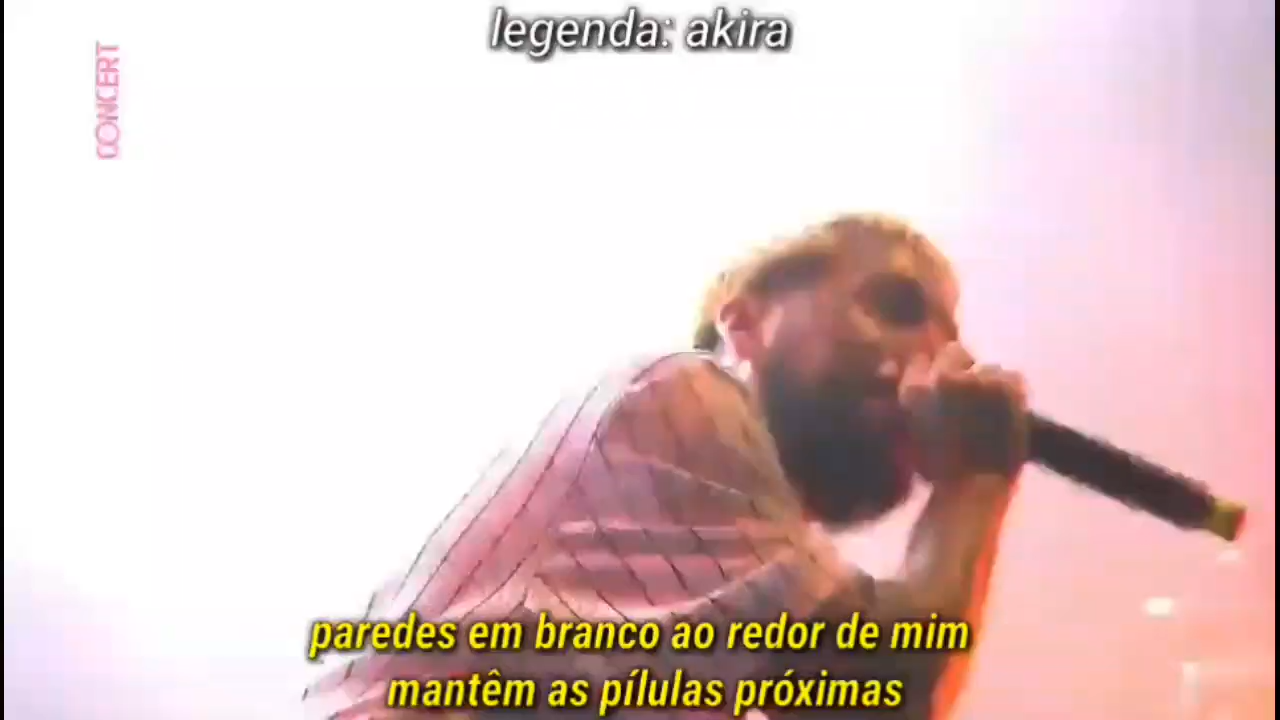 legenda: akira
CONCERT
paredes em branco ao redor de mim
mantêm as pílulas próximas